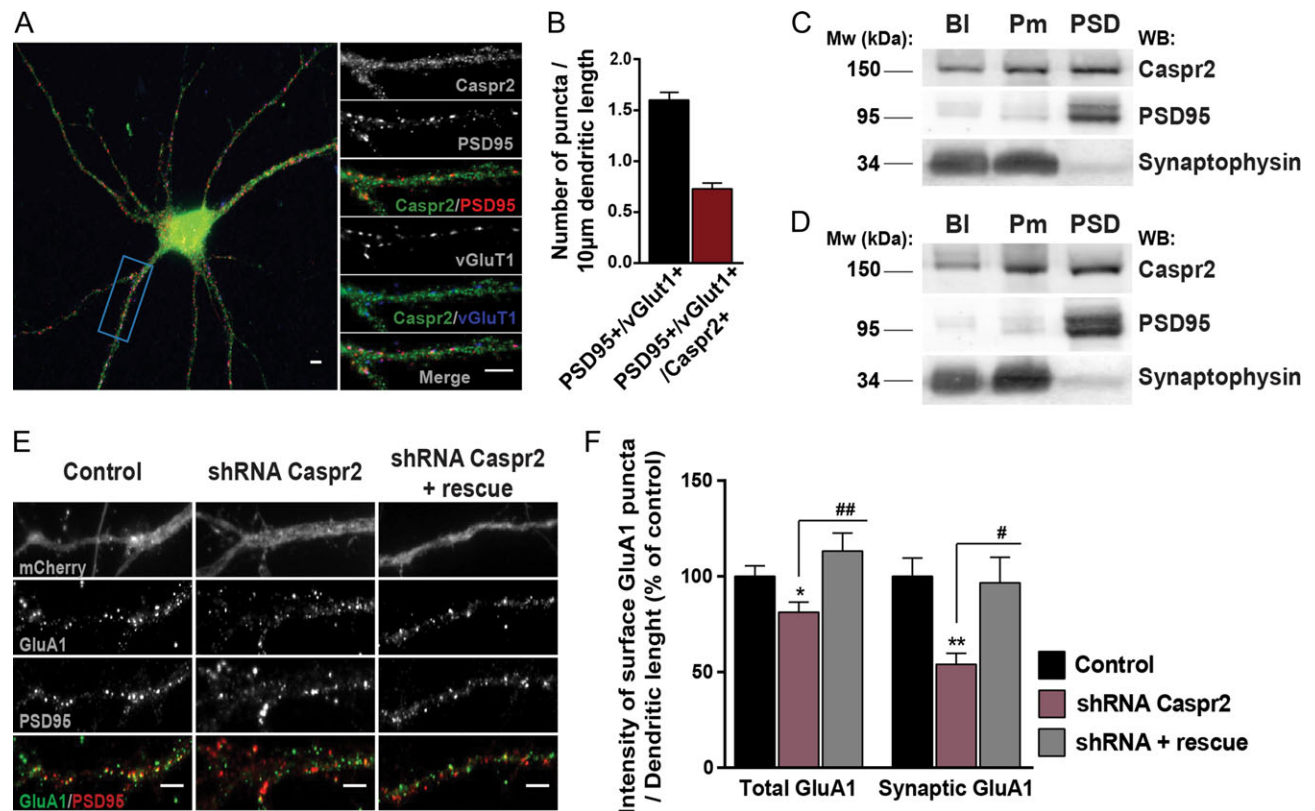 A
Caspr2
PSD95
Caspr2/PSD95
vGluT1
Caspr2/vGluT1
Merge
B
Number of puncta /
10µm dendritic length
2.0
1.5
1.0
0.5
0.0
PSD95+/vGlut1+
PSD95+/vGlut1+
/Caspr2+
C
BI Pm PSD
Mw (kDa): WB:
150 Caspr2
95 PSD95
34 Synaptophysin
D
BI Pm PSD
Mw (kDa): WB:
150 Caspr2
95 PSD95
34 Synaptophysin
E
Control shRNA Caspr2 shRNA Caspr2
+ rescue
mCherry
GluA1
PSD95
GluA1/PSD95
F
Intensity of surface GluA1 puncta
/ Dendritic lenght (% of control)
150
100
50
0
* ##
** #
Total GluA1 Synaptic GluA1
Control
shRNA Caspr2
shRNA + rescue